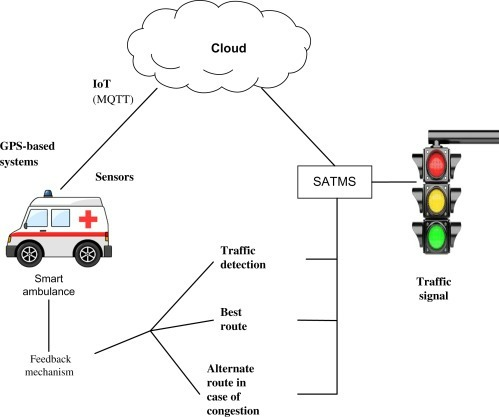 Cloud
IoT
(MQTT)
GPS-based
systems
Sensors
SATMS
Smart
ambulance
Traffic
detection
Traffic
signal
Best
route
Feedback
mechanism
Alternate
route in
case of
congestion